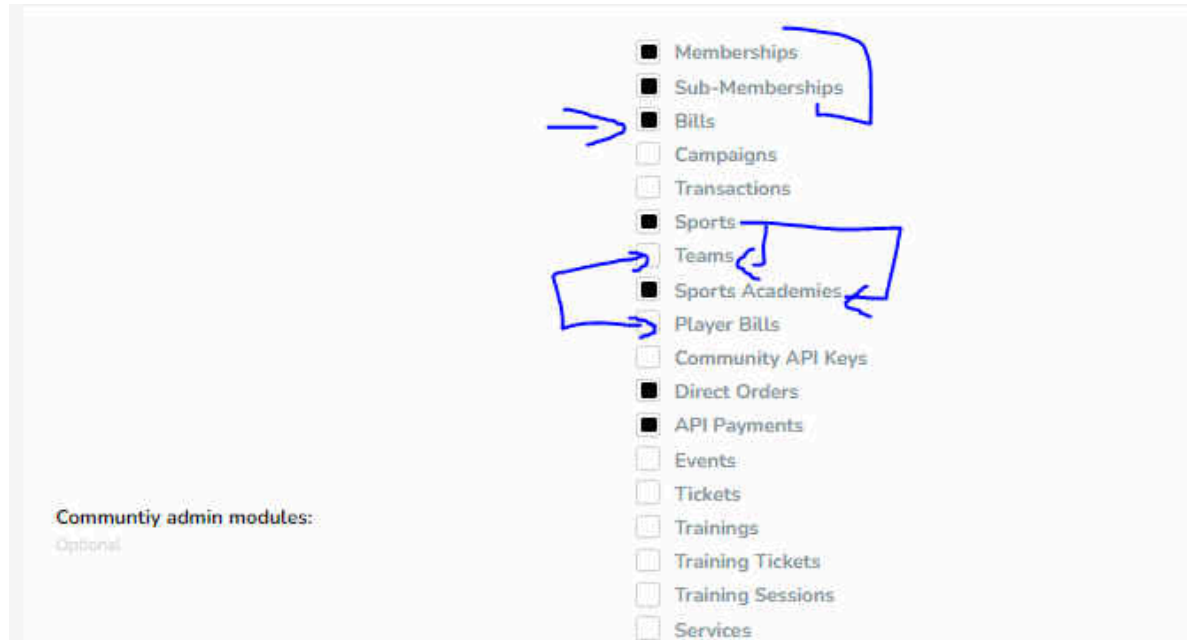 Memberships
Sub-Memberships
Bills
Campaigns
Transactions
Sports
Teams
Sports Academies
Player Bills
Community API Keys
Direct Orders
API Payments
Events
Tickets
Communtiy admin modules:
Optional
Trainings
Training Tickets
Training Sessions
Services